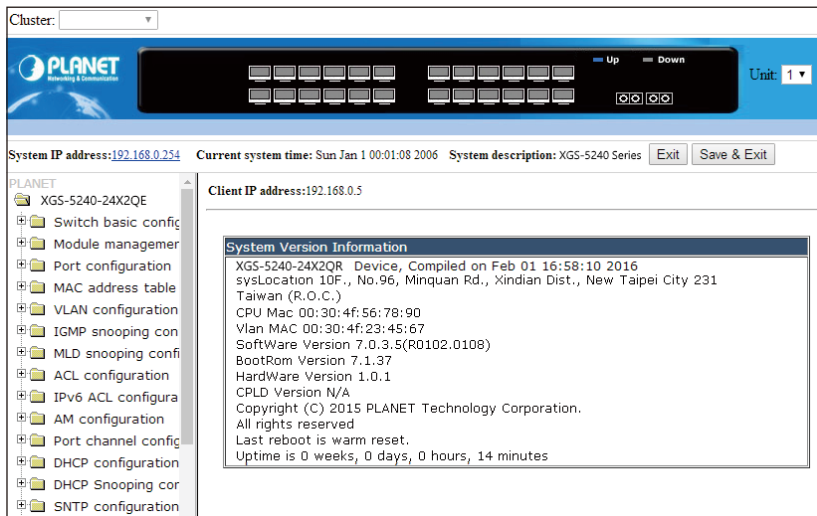 Cluster:
PLANET
Networking & Communication
Up Down
Unit: 1
System IP address:192.168.0.254 Current system time: Sun Jan 1 00:01:08 2006 System description: XGS-5240 Series Exit Save & Exit
PLANET
XGS-5240-24X2QE
Switch basic config
Module managemen
Port configuration
MAC address table
VLAN configuration
IGMP snooping con
MLD snooping confi
ACL configuration
IPv6 ACL configura
AM configuration
Port channel config
DHCP configuration
DHCP Snooping cor
SNTP configuration
Client IP address:192.168.0.5
System Version Information
XGS-5240-24X2QR Device, Compiled on Feb 01 16:58:10 2016
sysLocation 10F., No.96, Minquan Rd., Xindian Dist., New Taipei City 231
Taiwan (R.O.C.)
CPU Mac 00:30:4f:56:78:90
Vlan MAC 00:30:4f:23:45:67
SoftWare Version 7.0.3.5(R0102.0108)
BootRom Version 7.1.37
HardWare Version 1.0.1
CPLD Version N/A
Copyright (C) 2015 PLANET Technology Corporation.
All rights reserved
Last reboot is warm reset.
Uptime is 0 weeks, 0 days, 0 hours, 14 minutes